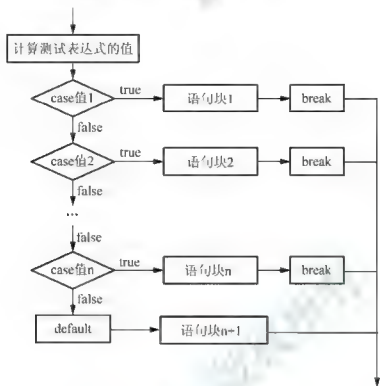 计算测试表达式的值
case值1
true
语句块1
break
false
case值2
true
语句块2
break
false
...
false
case值n
true
语句块n
break
false
default
语句块n+1